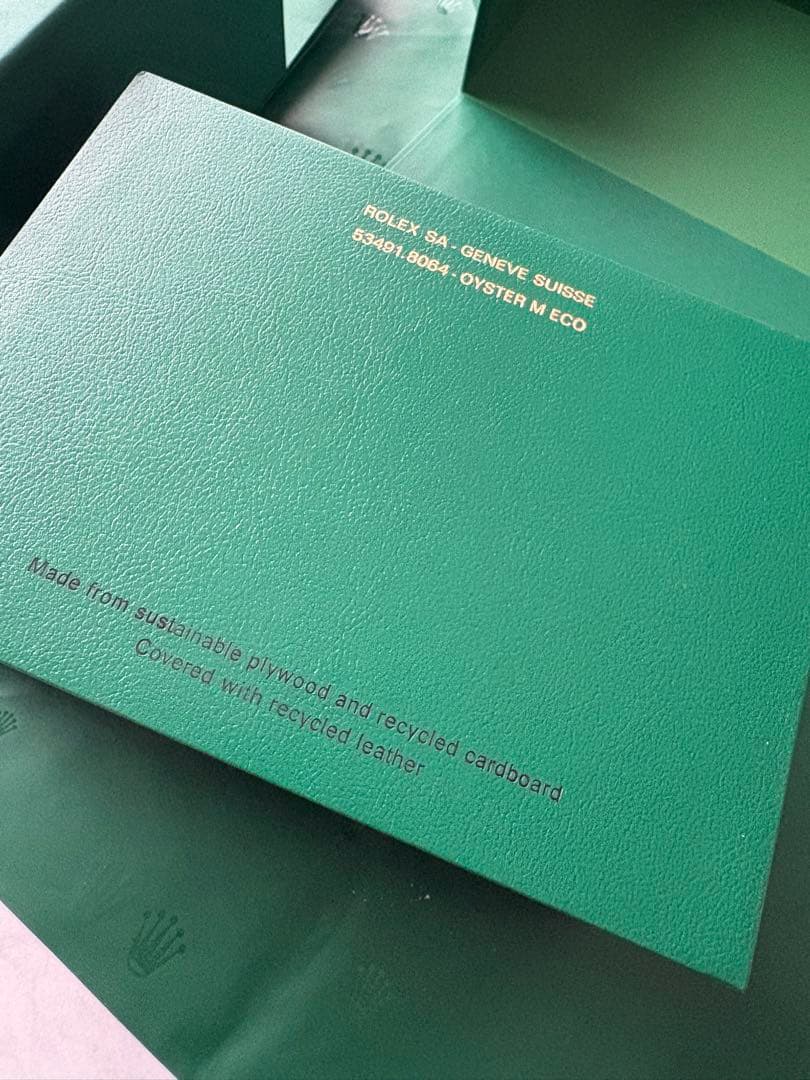 ROLEX SA - GENEVE SUISSE
53491.8064 - OYSTER M ECO
Made from sustainable plywood and recycled cardboard
Covered with recycled leather